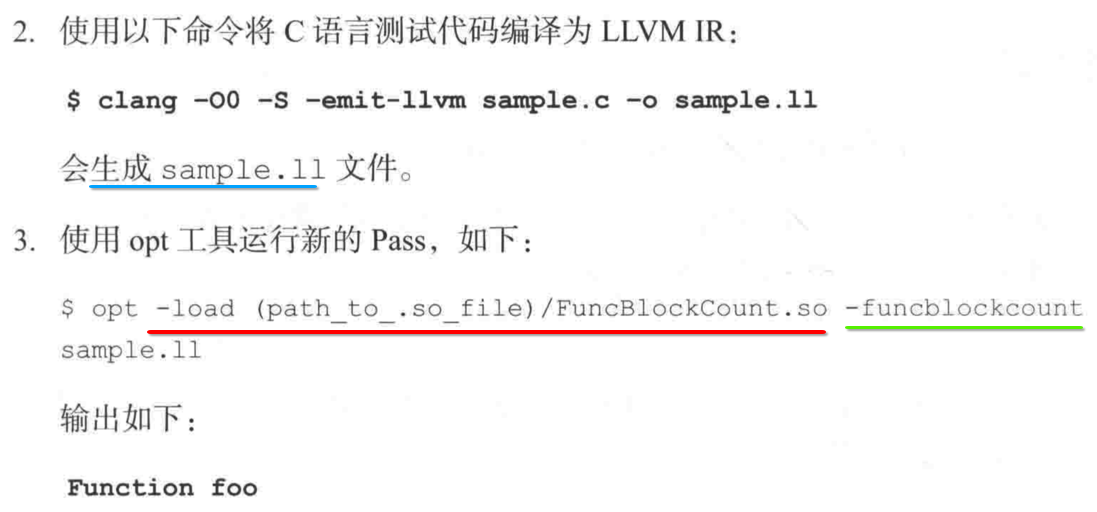 2. 使用以下命令将 C 语言测试代码编译为 LLVM IR：
$ clang –O0 –S –emit-llvm sample.c –o sample.ll
会生成 sample.ll 文件。
3. 使用 opt 工具运行新的 Pass，如下：
$ opt -load (path_to_.so_file)/FuncBlockCount.so -funcblockcount
sample.ll
输出如下：
Function foo